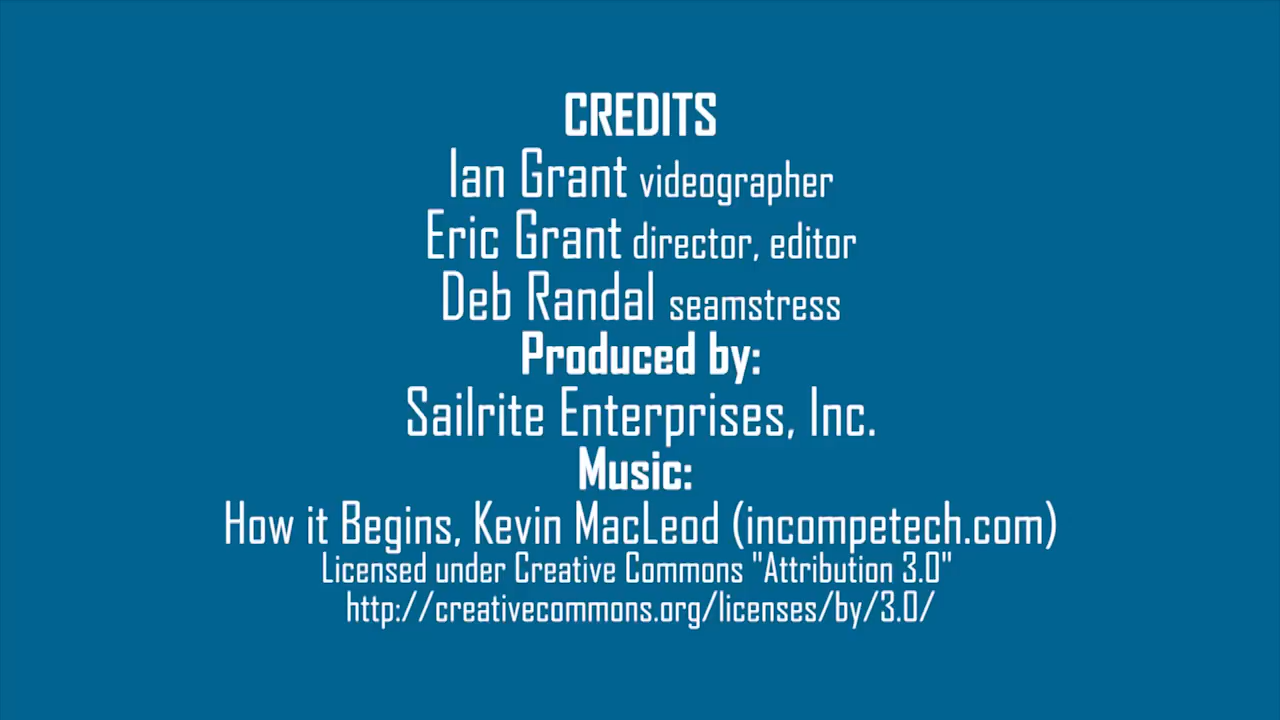 CREDITS
Ian Grant videographer
Eric Grant director, editor
Deb Randal seamstress
Produced by:
Sailrite Enterprises, Inc.
Music:
How it Begins, Kevin MacLeod (incompetech.com)
Licensed under Creative Commons "Attribution 3.0"
http://creativecommons.org/licenses/by/3.0/